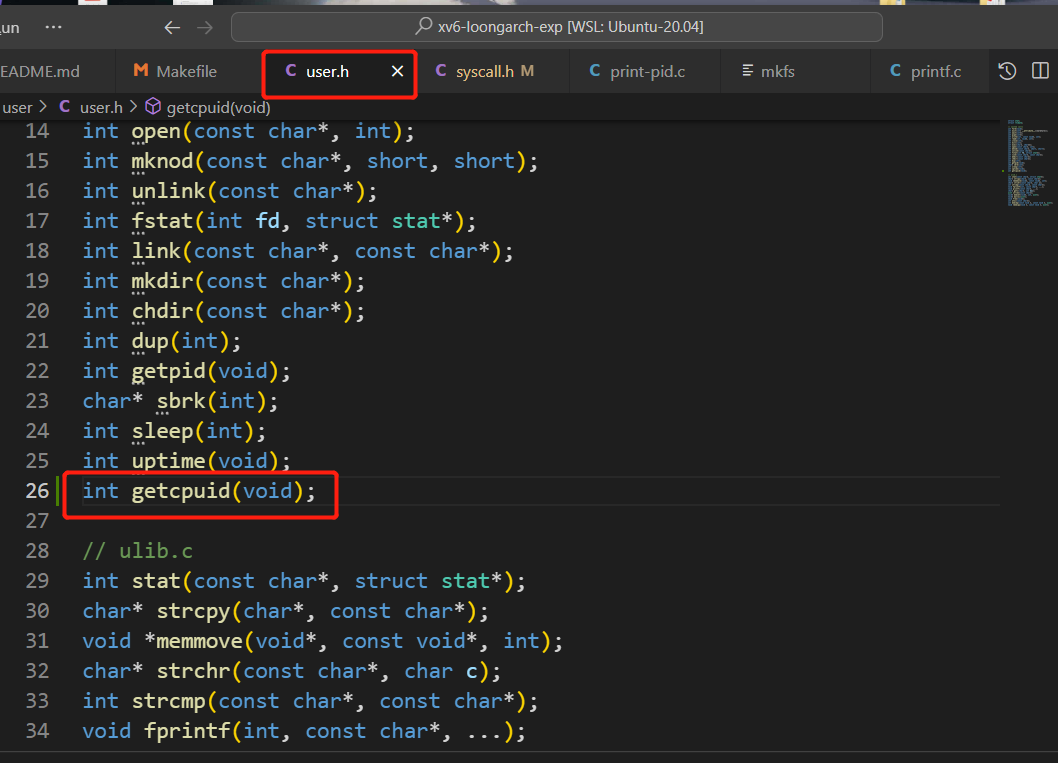 un ··· ← → xv6-loongarch-exp [WSL: Ubuntu-20.04]
EADME.md M Makefile C user.h × C syscall.h M C print-pid.c mkfs C printf.c
user > C user.h > getcpuid(void)
14 int open(const char*, int);
15 int mknod(const char*, short, short);
16 int unlink(const char*);
17 int fstat(int fd, struct stat*);
18 int link(const char*, const char*);
19 int mkdir(const char*);
20 int chdir(const char*);
21 int dup(int);
22 int getpid(void);
23 char* sbrk(int);
24 int sleep(int);
25 int uptime(void);
26 int getcpuid(void);
27
28 // ulib.c
29 int stat(const char*, struct stat*);
30 char* strcpy(char*, const char*);
31 void *memmove(void*, const void*, int);
32 char* strchr(const char*, char c);
33 int strcmp(const char*, const char*);
34 void fprintf(int, const char*, ...);